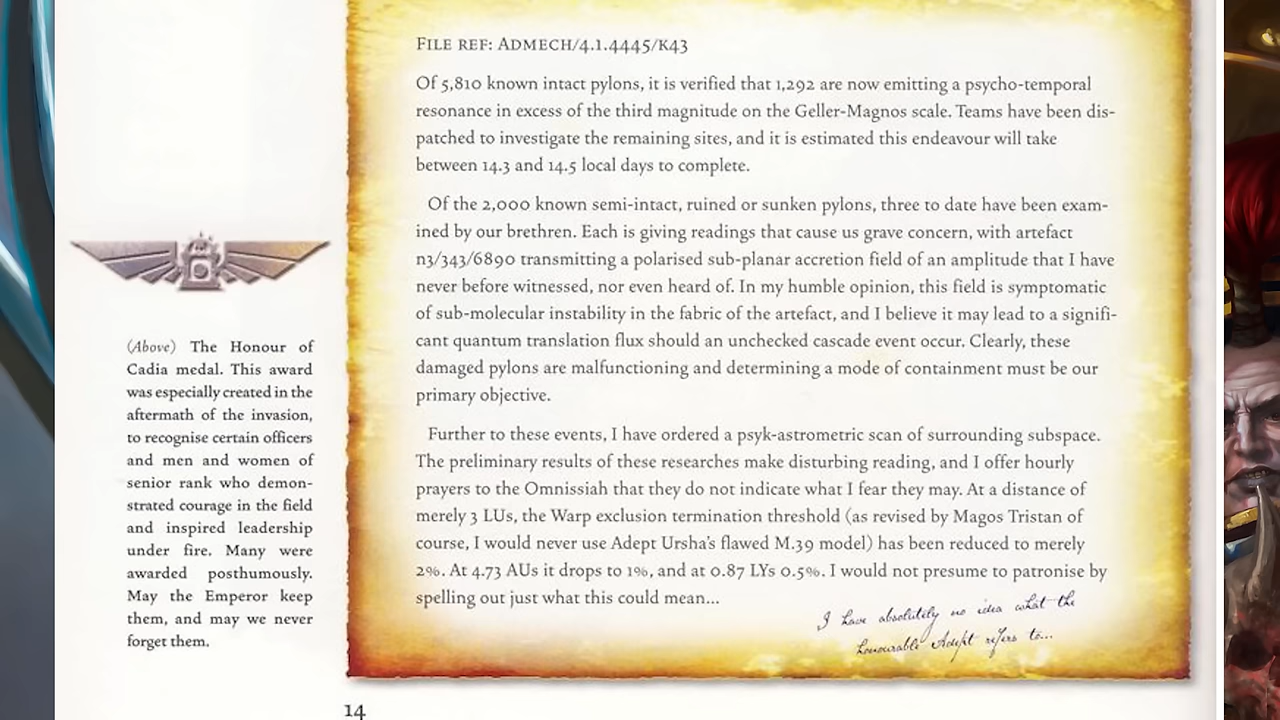 FILE REF: ADMECH/4.1.4445/K43
Of 5,810 known intact pylons, it is verified that 1,292 are now emitting a psycho-temporal
resonance in excess of the third magnitude on the Geller-Magnos scale. Teams have been dis-
patched to investigate the remaining sites, and it is estimated this endeavour will take
between 14.3 and 14.5 local days to complete.
Of the 2,000 known semi-intact, ruined or sunken pylons, three to date have been exam-
ined by our brethren. Each is giving readings that cause us grave concern, with artefact
n3/343/6890 transmitting a polarised sub-planar accretion field of an amplitude that I have
never before witnessed, nor even heard of. In my humble opinion, this field is symptomatic
of sub-molecular instability in the fabric of the artefact, and I believe it may lead to a signifi-
cant quantum translation flux should an unchecked cascade event occur. Clearly, these
damaged pylons are malfunctioning and determining a mode of containment must be our
primary objective.
Further to these events, I have ordered a psyk-astrometric scan of surrounding subspace.
The preliminary results of these researches make disturbing reading, and I offer hourly
prayers to the Omnissiah that they do not indicate what I fear they may. At a distance of
merely 3 LUs, the Warp exclusion termination threshold (as revised by Magos Tristan of
course, I would never use Adept Ursha's flawed M.39 model) has been reduced to merely
2%. At 4.73 AUs it drops to 1%, and at 0.87 LYs 0.5%. I would not presume to patronise by
spelling out just what this could mean...
I have absolutely no idea what the
honourable Adept refers to...
(Above) The Honour of
Cadia medal. This award
was especially created in the
aftermath of the invasion,
to recognise certain officers
and men and women of
senior rank who demon-
strated courage in the field
and inspired leadership
under fire. Many were
awarded posthumously.
May the Emperor keep
them, and may we never
forget them.
14